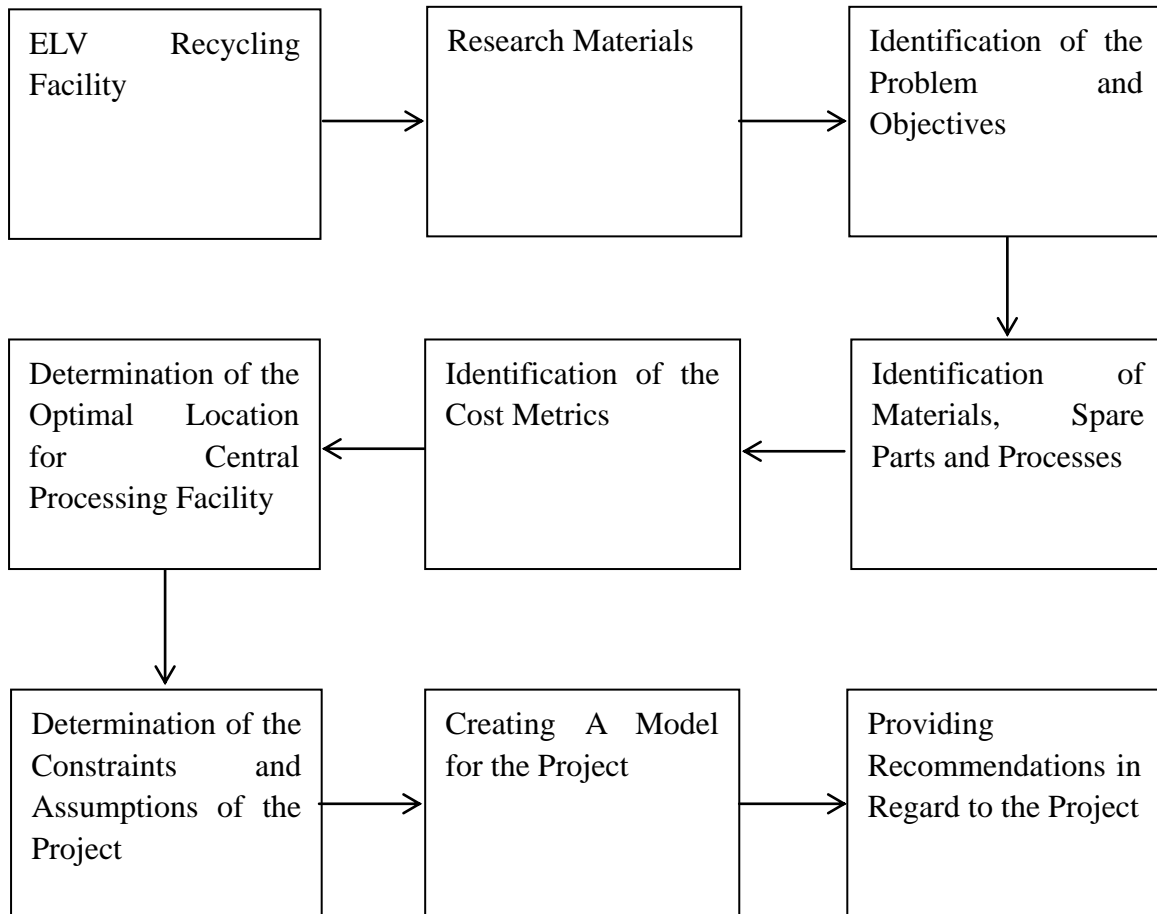 ELV Recycling
Facility
Research Materials
Identification of the
Problem and
Objectives
Determination of the
Optimal Location
for Central
Processing Facility
Identification of the
Cost Metrics
Identification of
Materials, Spare
Parts and Processes
Determination of the
Constraints and
Assumptions of the
Project
Creating A Model
for the Project
Providing
Recommendations in
Regard to the Project